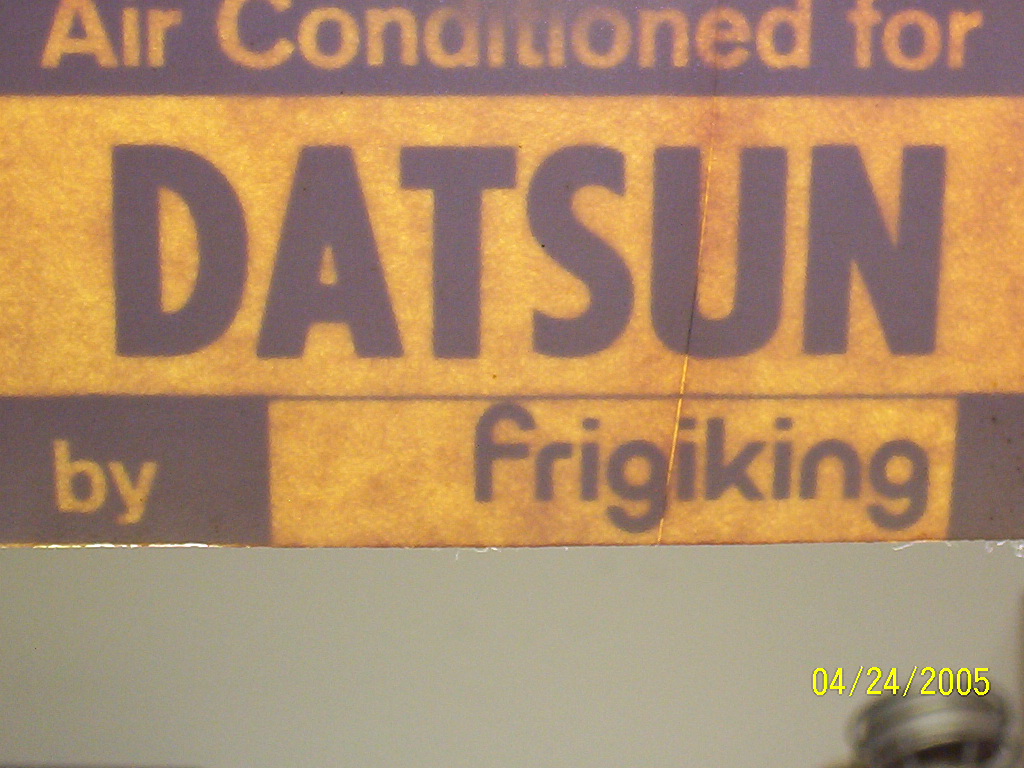 Air Conditioned for
DATSUN
by frigiking
04/24/2005